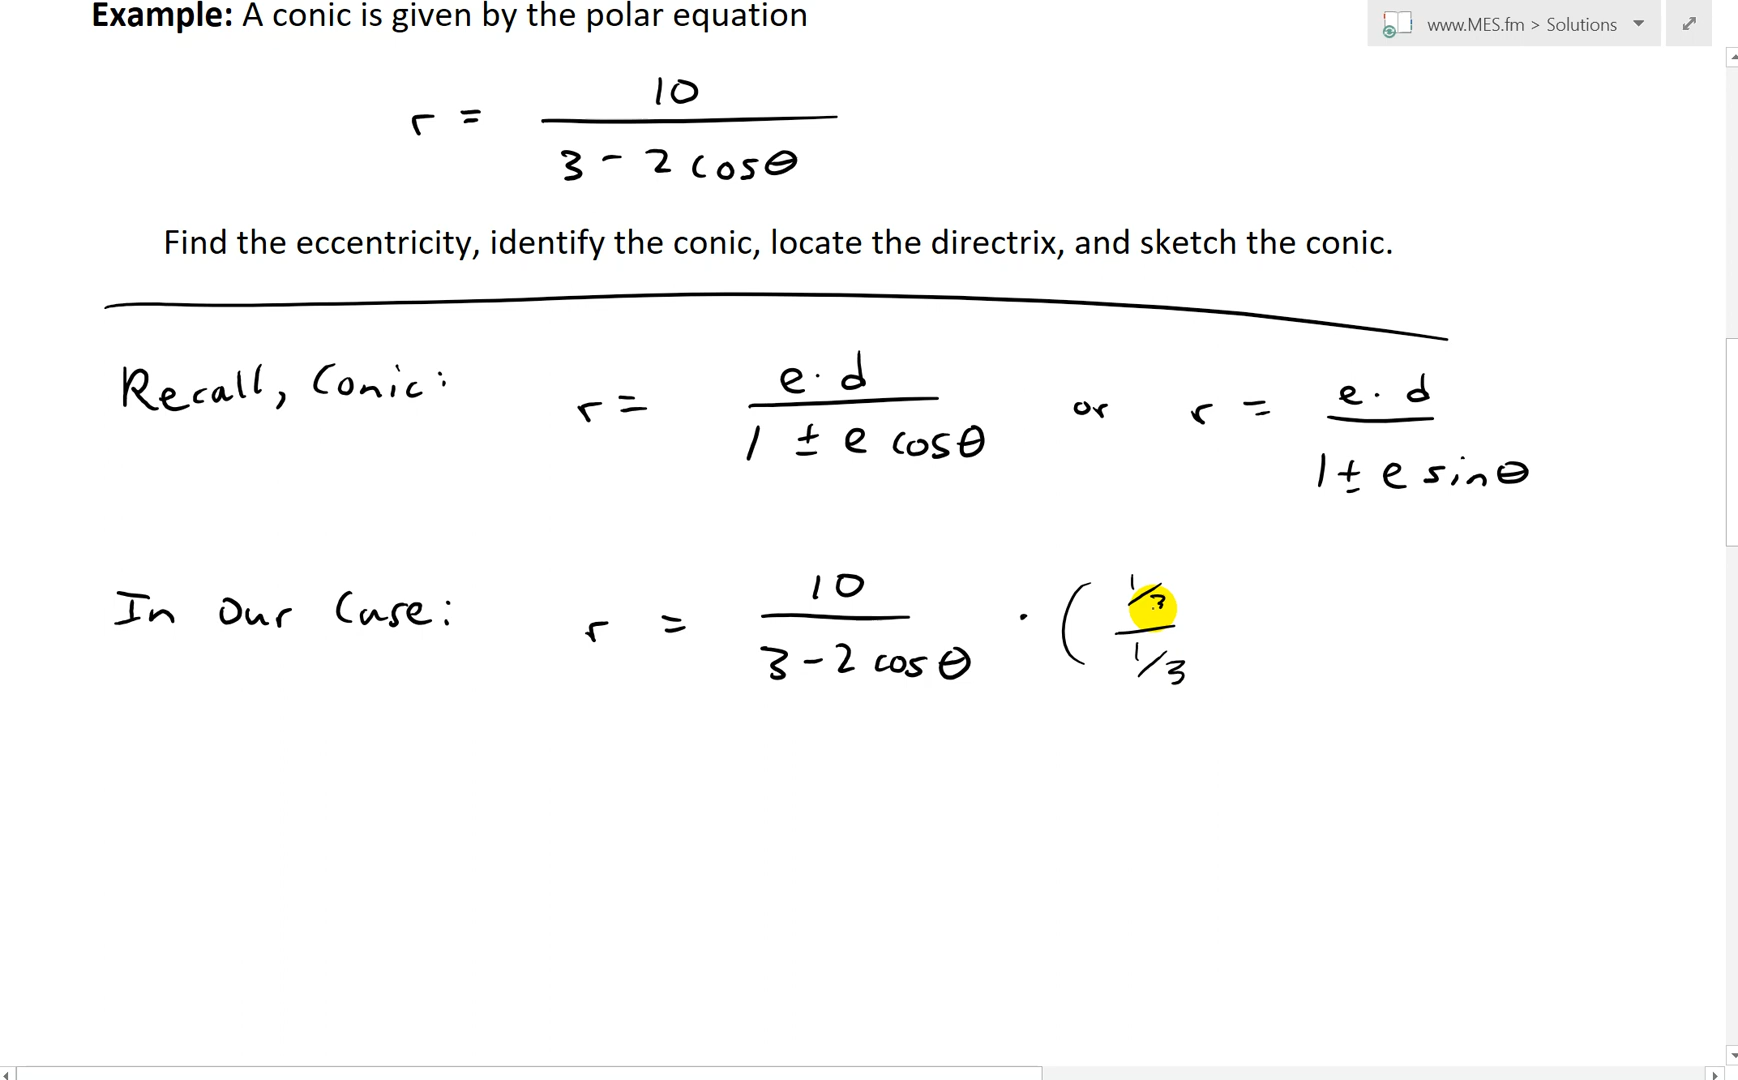 Example: A conic is given by the polar equation
www.MES.fm > Solutions
r = 10 / (3 - 2 cosθ)
Find the eccentricity, identify the conic, locate the directrix, and sketch the conic.
Recall, Conic: r = e·d / (1 ± e cosθ) or r = e·d / (1 ± e sinθ)
In Our Case: r = 10 / (3 - 2 cosθ) · ( 1/3 / 1/3